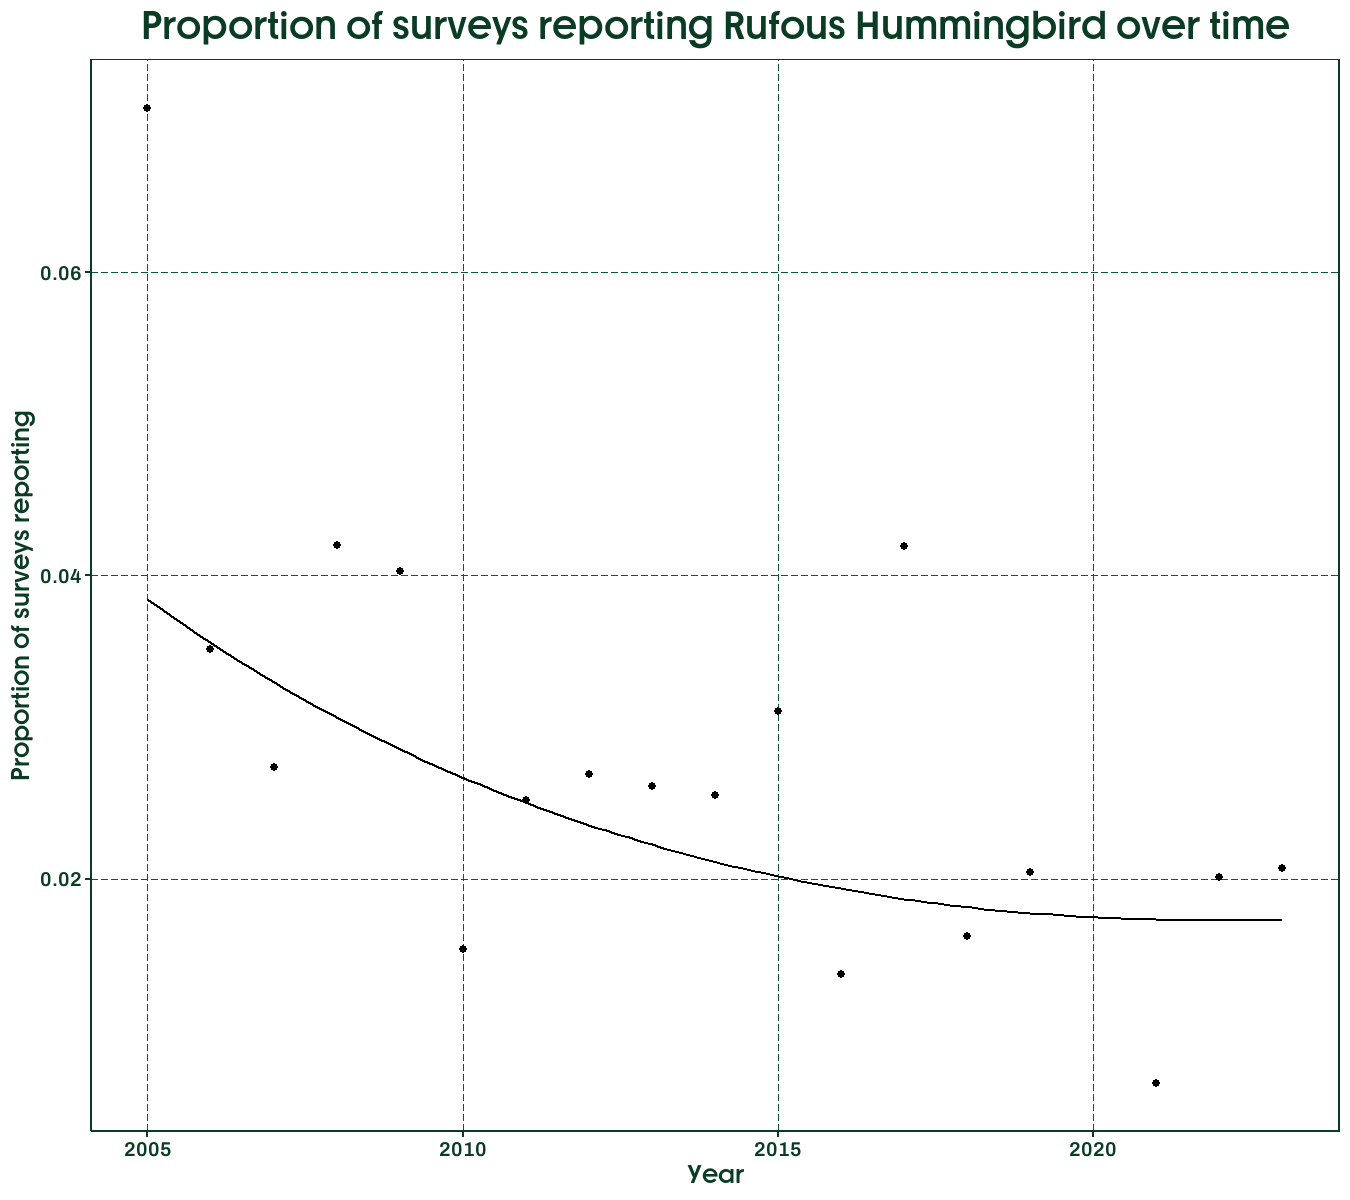 Proportion of surveys reporting Rufous Hummingbird over time
Proportion of surveys reporting
0.06
0.04
0.02
2005
2010
2015
2020
Year